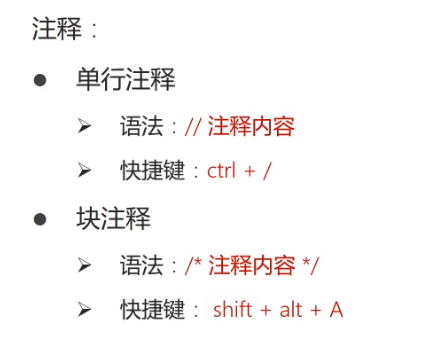 注释：
● 单行注释
➢ 语法：// 注释内容
➢ 快捷键：ctrl + /
● 块注释
➢ 语法：/* 注释内容 */
➢ 快捷键： shift + alt + A